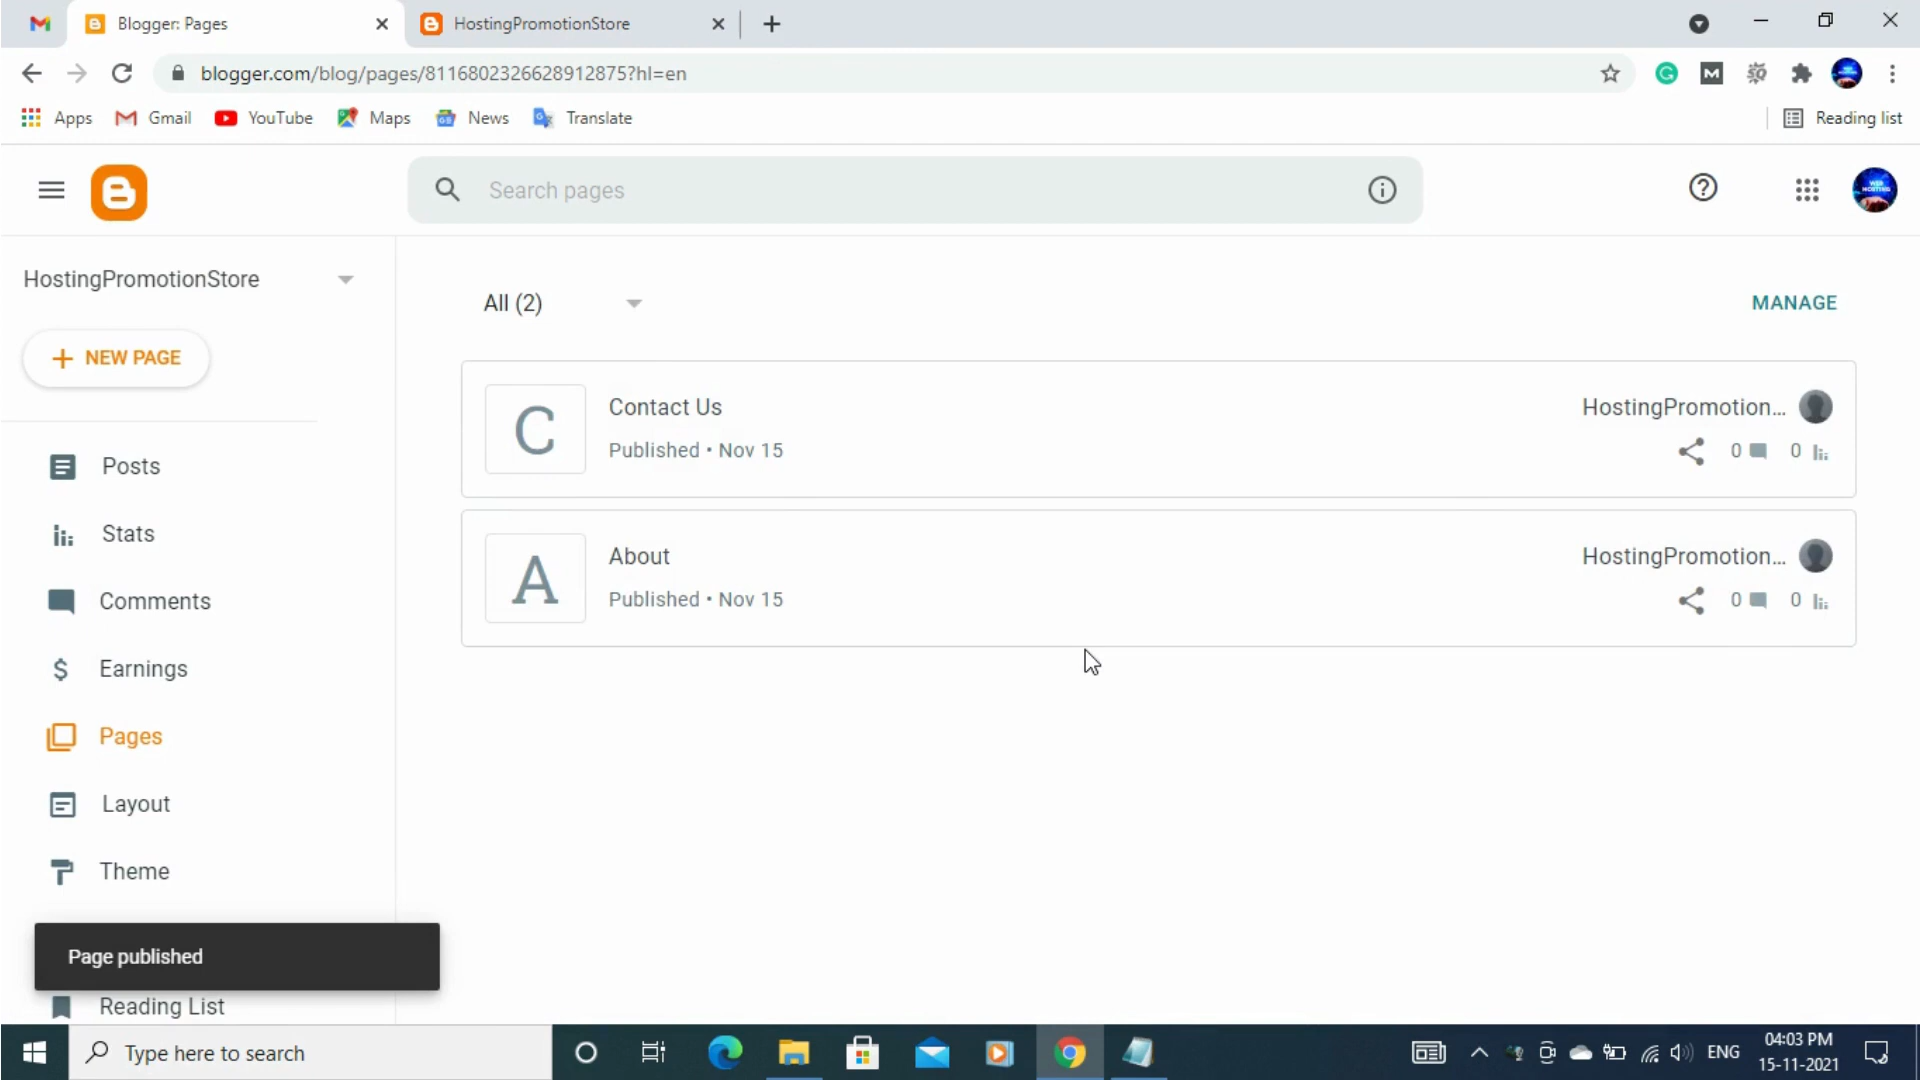 Blogger: Pages
HostingPromotionStore
blogger.com/blog/pages/8116802326628912875?hl=en
Apps
Gmail
YouTube
Maps
News
Translate
Reading list
Search pages
HostingPromotionStore
All (2)
MANAGE
NEW PAGE
C
Contact Us
HostingPromotion...
Published • Nov 15
0
0
A
About
HostingPromotion...
Published • Nov 15
0
0
Posts
Stats
Comments
Earnings
Pages
Layout
Theme
Page published
Reading List
Type here to search
ENG
04:03 PM
15-11-2021